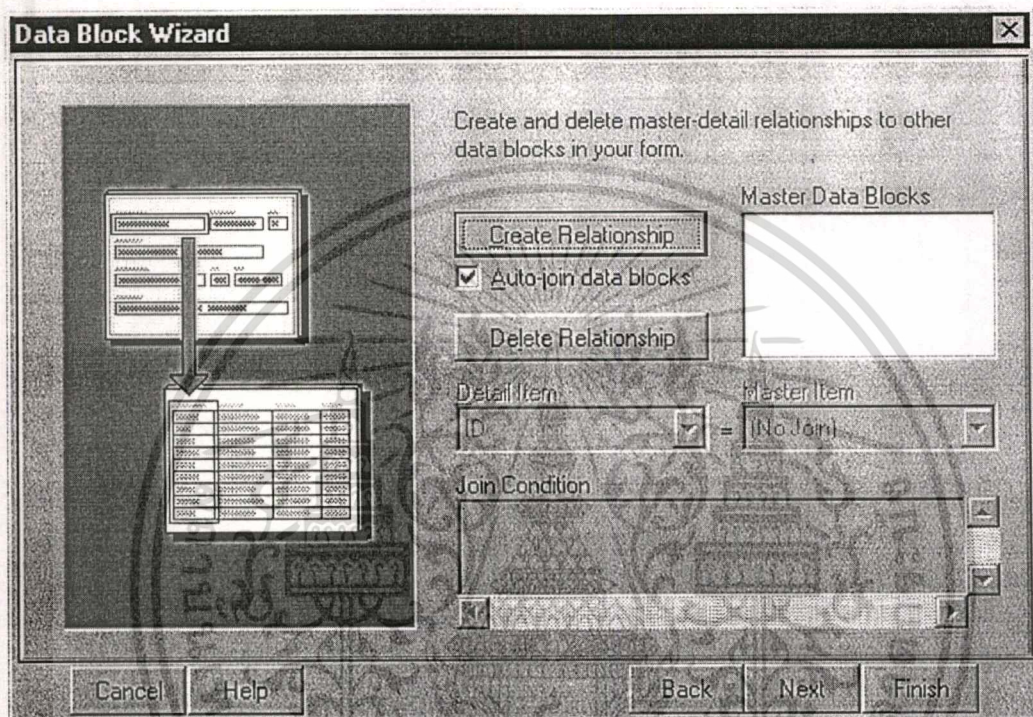 Data Block Wizard
Create and delete master-detail relationships to other
data blocks in your form.
Master Data Blocks
Create Relationship
Auto-join data blocks
Delete Relationship
Detail Item
Master Item
ID
=
(No Join)
Join Condition
Cancel
Help
Back
Next
Finish